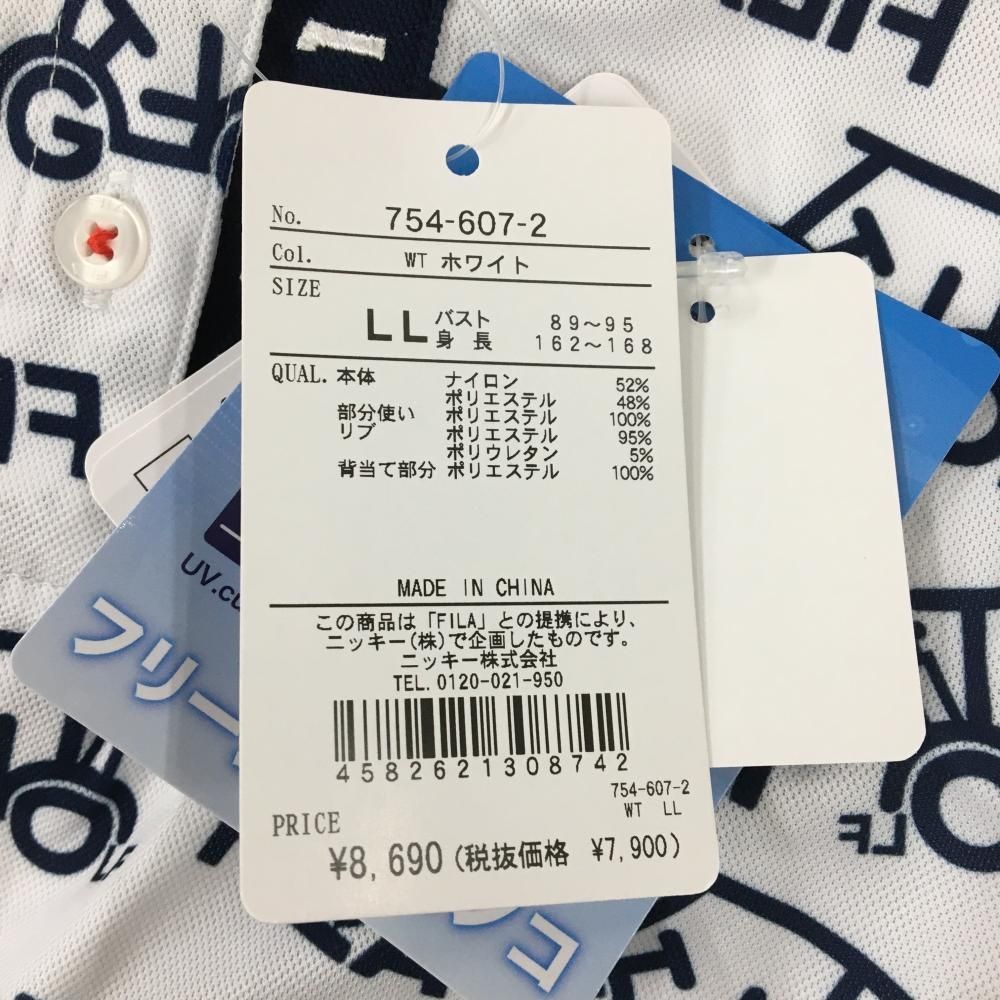 No. 754-607-2
Col. WT ホワイト
SIZE
LL バスト 89～95
身長 162～168
QUAL. 本体 ナイロン 52%
ポリエステル 48%
部分使い ポリエステル 100%
リブ ポリエステル 95%
ポリウレタン 5%
背当て部分 ポリエステル 100%
MADE IN CHINA
この商品は「FILA」との提携により、
ニッキー(株)で企画したものです。
ニッキー株式会社
TEL. 0120-021-950
4582621308742
754-607-2
WT LL
PRICE
¥8,690 (税抜価格 ¥7,900)
UV.cu
フリー
コ
G
LF